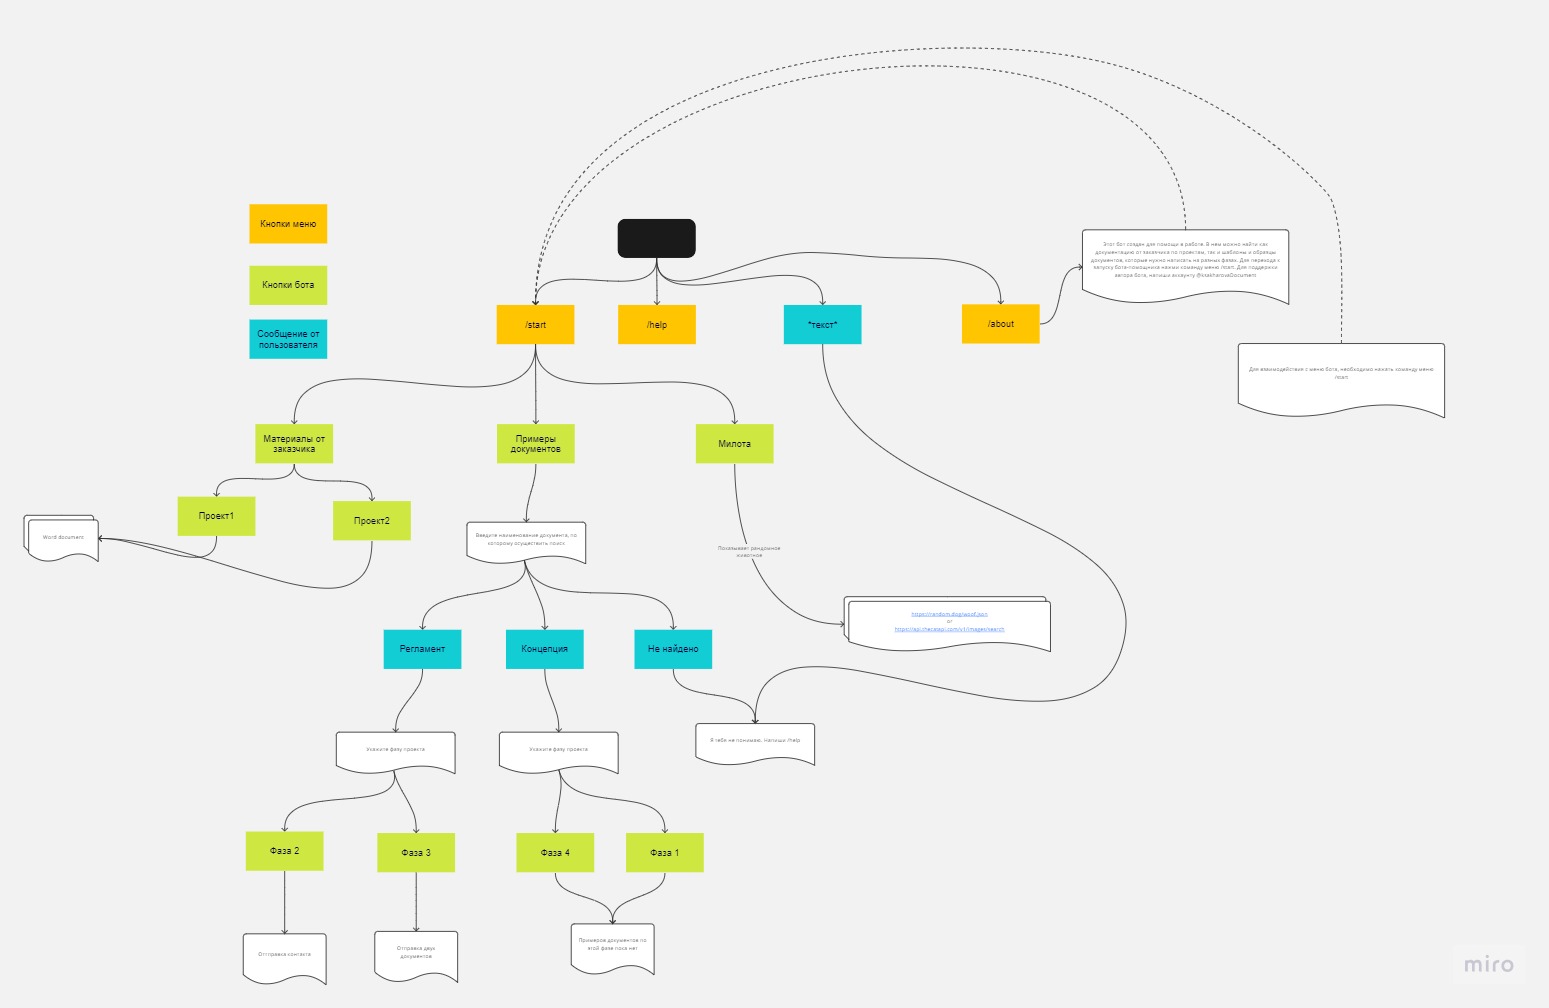 Кнопки меню
Кнопки бота
Сообщение от
пользователя
/start
/help
*текст*
/about
Этот бот создан для помощи в работе. В нем можно найти как
документацию от заказчика по проектам, так и шаблоны и образцы
документов, которые нужно написать на разных фазах. Для перехода к
запуску бота-помощника нажми команду меню /start. Для поддержки
автора бота, напиши аккаунту
Для взаимодействия с меню бота, необходимо нажать команду меню
/start
Материалы от
заказчика
Примеры
документов
Милота
Проект1
Проект2
Word document
Введите наименование документа, по
которому осуществить поиск
Показывает рандомное
животное
https://random.dog/woof.json
or
https://api.thecatapi.com/v1/images/search
Регламент
Концепция
Не найдено
Укажите фазу проекта
Укажите фазу проекта
Я тебя не понимаю. Напиши /help
Фаза 2
Фаза 3
Фаза 4
Фаза 1
Отправка контакта
Отправка двух
документов
Примеров документов по
этой фазе пока нет
miro